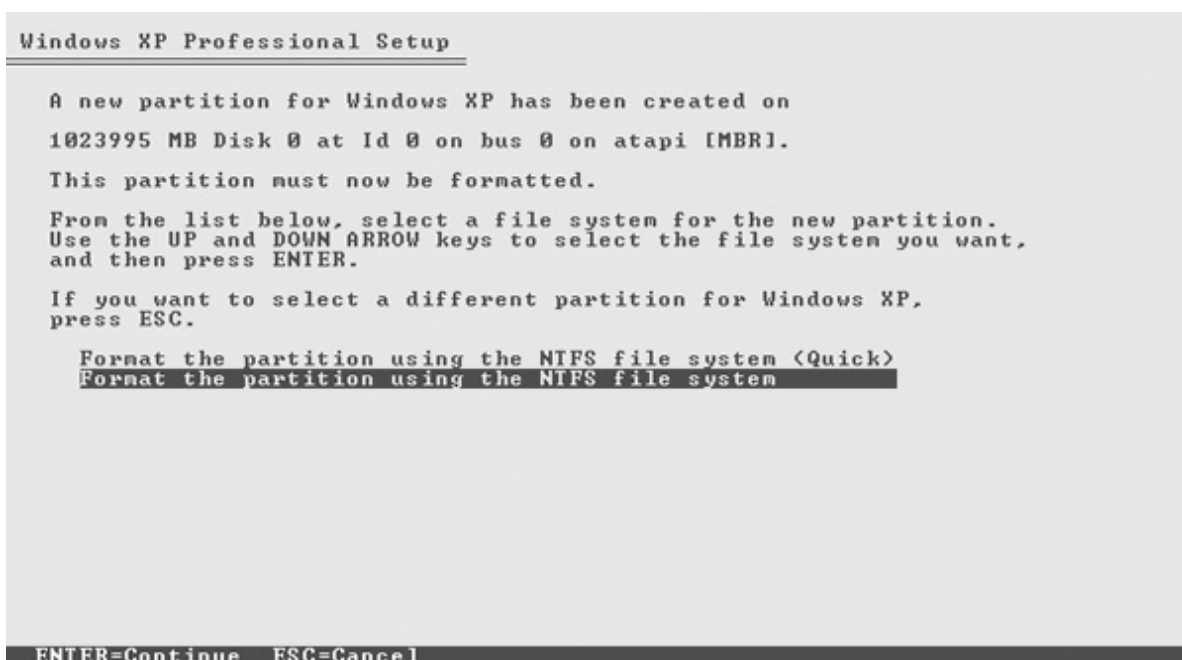 Windows XP Professional Setup
A new partition for Windows XP has been created on
1023995 MB Disk 0 at Id 0 on bus 0 on atapi [MBR].
This partition must now be formatted.
From the list below, select a file system for the new partition.
Use the UP and DOWN ARROW keys to select the file system you want,
and then press ENTER.
If you want to select a different partition for Windows XP,
press ESC.
Format the partition using the NTFS file system (Quick)
Format the partition using the NTFS file system
ENTER=Continue ESC=Cancel